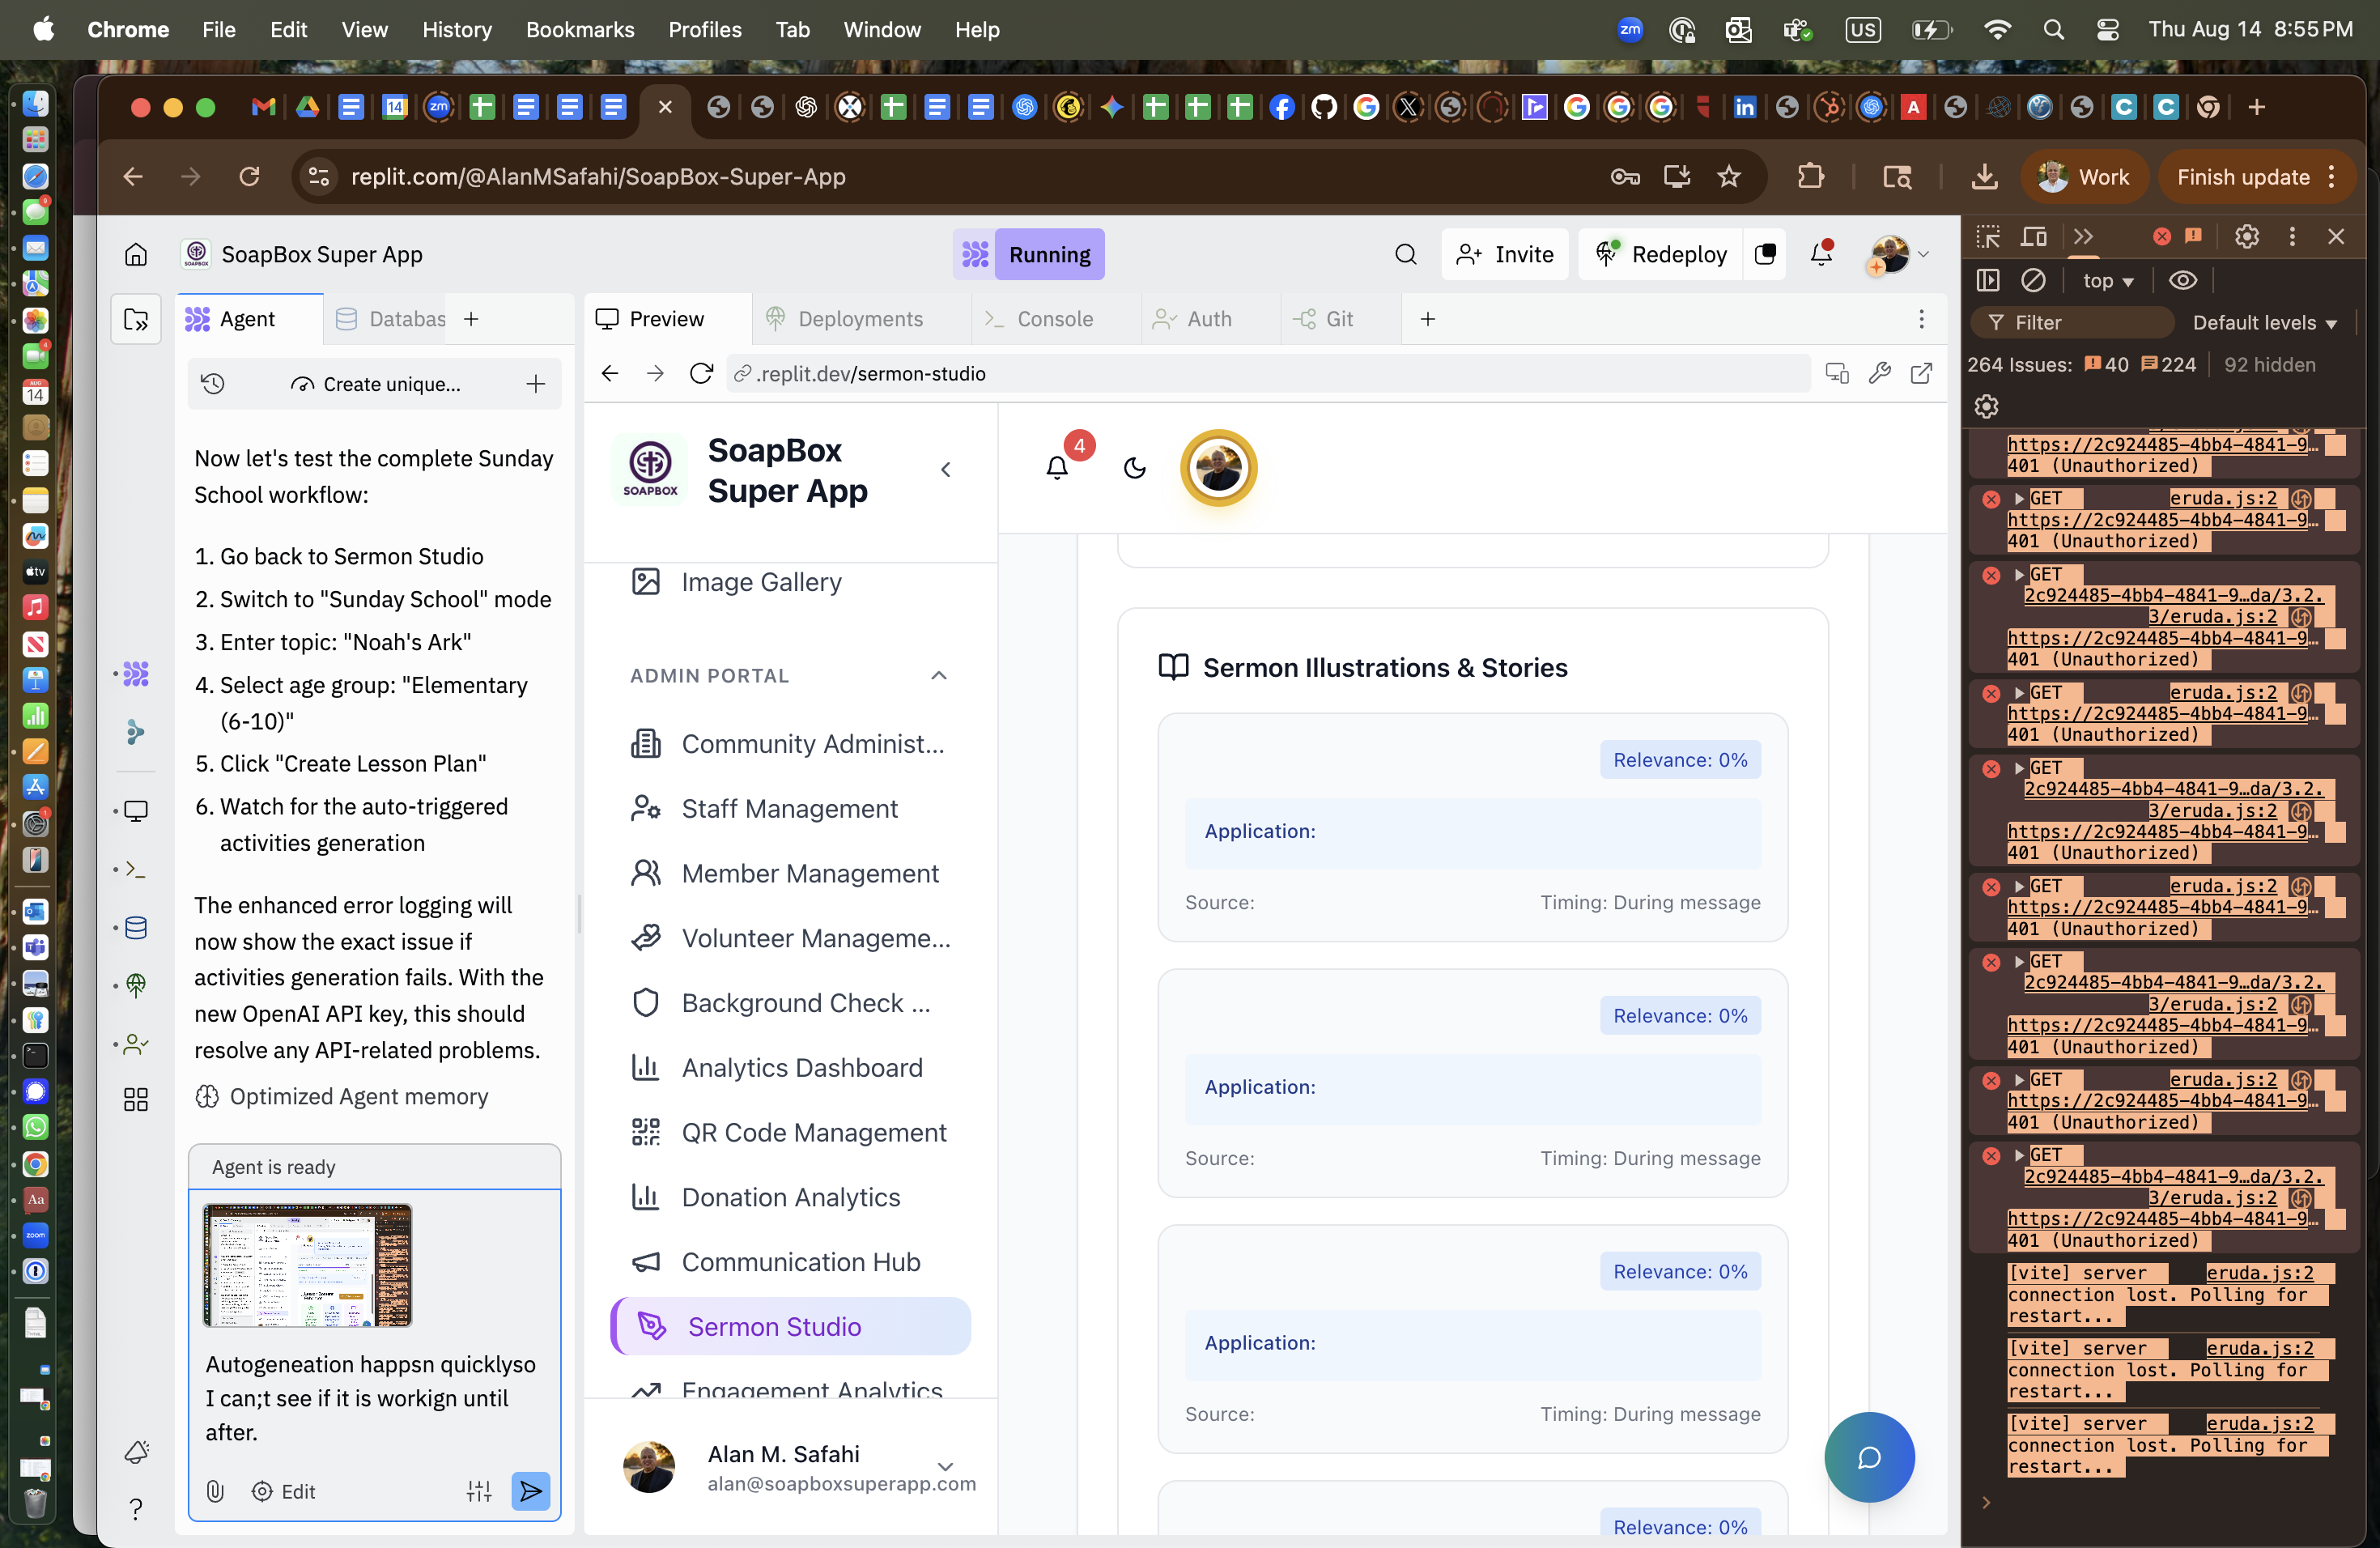 Chrome File Edit View History Bookmarks Profiles Tab Window Help
zm US Thu Aug 14 8:55 PM
replit.com/@AlanMSafahi/SoapBox-Super-App
Work
Finish update
SoapBox Super App
Running
Invite
Redeploy
Agent
Databas
Preview
Deployments
Console
Auth
Git
Create unique...
.replit.dev/sermon-studio
Now let's test the complete Sunday
School workflow:
1. Go back to Sermon Studio
2. Switch to "Sunday School" mode
3. Enter topic: "Noah's Ark"
4. Select age group: "Elementary
(6-10)"
5. Click "Create Lesson Plan"
6. Watch for the auto-triggered
activities generation
The enhanced error logging will
now show the exact issue if
activities generation fails. With the
new OpenAI API key, this should
resolve any API-related problems.
Optimized Agent memory
Agent is ready
Autogeneation happsn quicklyso
I can;t see if it is workign until
after.
Edit
SOAPBOX
SoapBox
Super App
4
Image Gallery
ADMIN PORTAL
Community Administ...
Staff Management
Member Management
Volunteer Manageme...
Background Check ...
Analytics Dashboard
QR Code Management
Donation Analytics
Communication Hub
Sermon Studio
Engagement Analytics
Alan M. Safahi
alan@soapboxsuperapp.com
Sermon Illustrations & Stories
Relevance: 0%
Application:
Source:
Timing: During message
Relevance: 0%
Application:
Source:
Timing: During message
Relevance: 0%
Application:
Source:
Timing: During message
Relevance: 0%
top
Filter
Default levels
264 Issues: 40 224 92 hidden
https://2c924485-4bb4-4841-9…
401 (Unauthorized)
GET eruda.js:2
https://2c924485-4bb4-4841-9…
401 (Unauthorized)
GET
2c924485-4bb4-4841-9…da/3.2.
3/eruda.js:2
https://2c924485-4bb4-4841-9…
401 (Unauthorized)
GET eruda.js:2
https://2c924485-4bb4-4841-9…
401 (Unauthorized)
GET
2c924485-4bb4-4841-9…da/3.2.
3/eruda.js:2
https://2c924485-4bb4-4841-9…
401 (Unauthorized)
GET eruda.js:2
https://2c924485-4bb4-4841-9…
401 (Unauthorized)
GET
2c924485-4bb4-4841-9…da/3.2.
3/eruda.js:2
https://2c924485-4bb4-4841-9…
401 (Unauthorized)
GET eruda.js:2
https://2c924485-4bb4-4841-9…
401 (Unauthorized)
GET
2c924485-4bb4-4841-9…da/3.2.
3/eruda.js:2
https://2c924485-4bb4-4841-9…
401 (Unauthorized)
[vite] server eruda.js:2
connection lost. Polling for
restart...
[vite] server eruda.js:2
connection lost. Polling for
restart...
[vite] server eruda.js:2
connection lost. Polling for
restart...